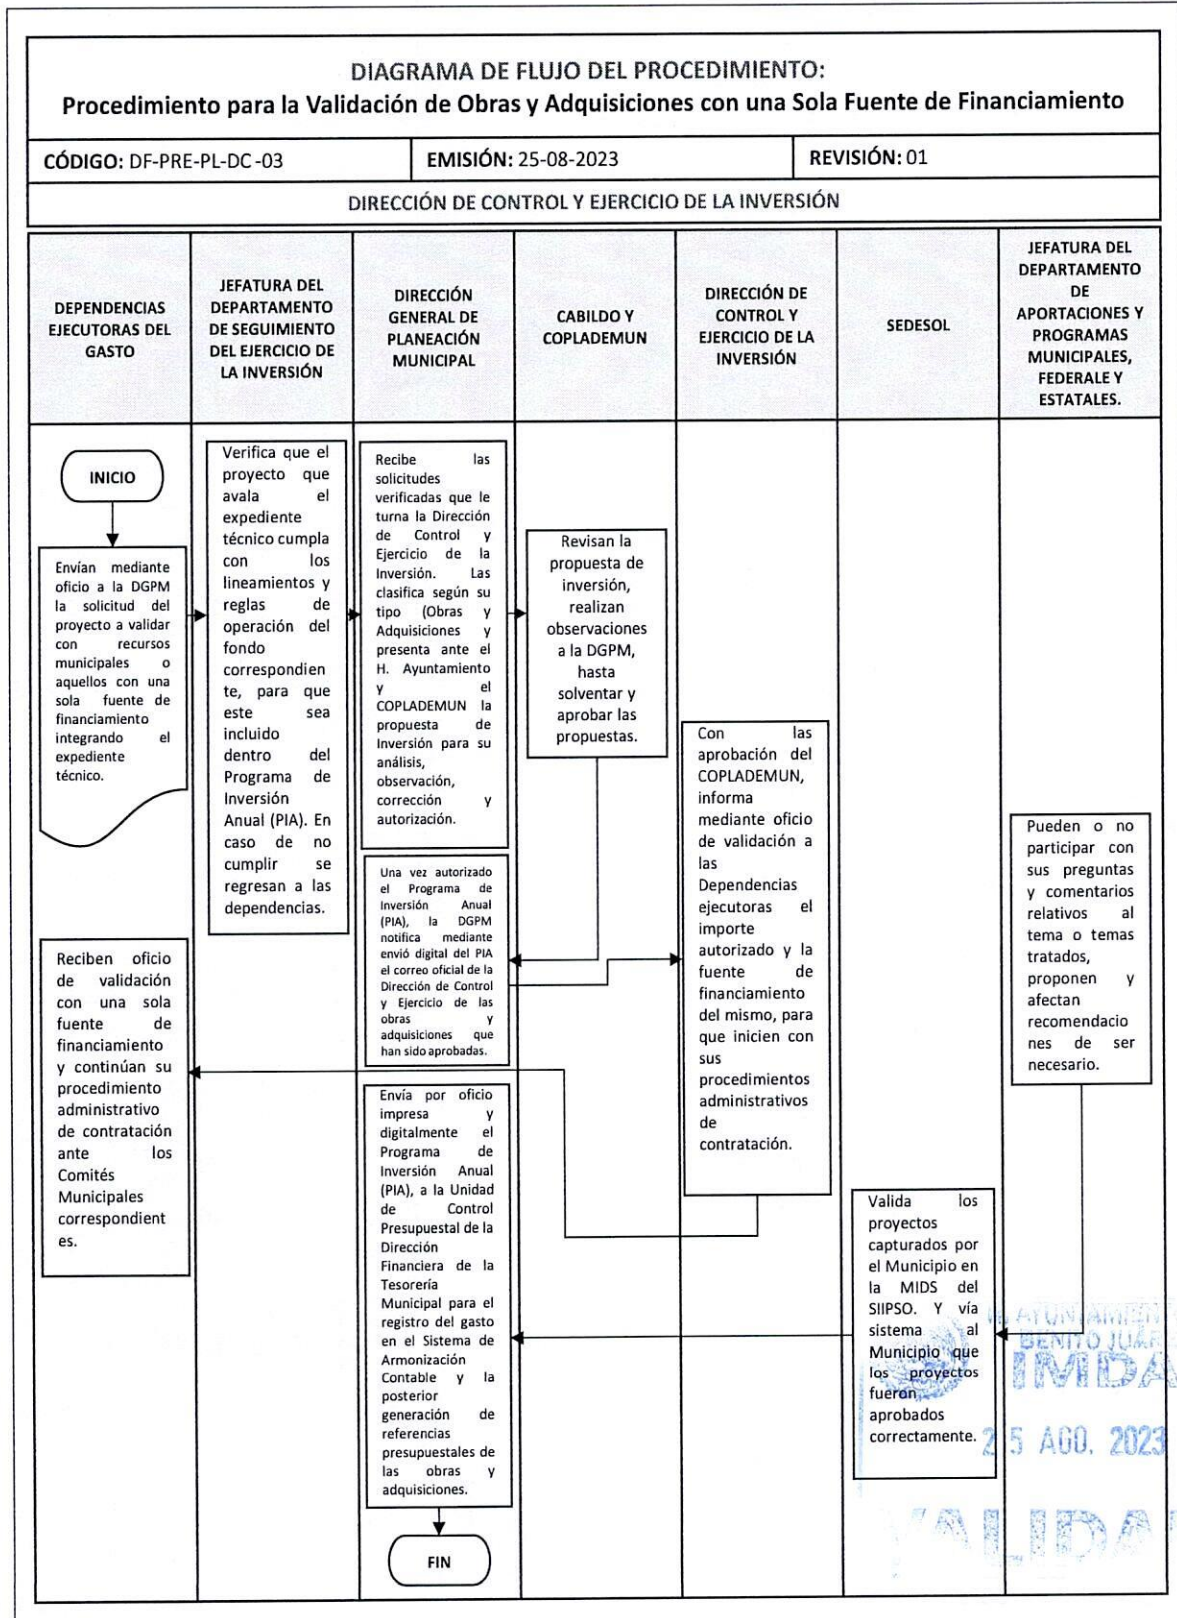 DIAGRAMA DE FLUJO DEL PROCEDIMIENTO:
Procedimiento para la Validación de Obras y Adquisiciones con una Sola Fuente de Financiamiento
CÓDIGO: DF-PRE-PL-DC -03
EMISIÓN: 25-08-2023
REVISIÓN: 01
DIRECCIÓN DE CONTROL Y EJERCICIO DE LA INVERSIÓN
DEPENDENCIAS
EJECUTORAS DEL
GASTO
JEFATURA DEL
DEPARTAMENTO
DE SEGUIMIENTO
DEL EJERCICIO DE
LA INVERSIÓN
DIRECCIÓN
GENERAL DE
PLANEACIÓN
MUNICIPAL
CABILDO Y
COPLADEMUN
DIRECCIÓN DE
CONTROL Y
EJERCICIO DE LA
INVERSIÓN
SEDESOL
JEFATURA DEL
DEPARTAMENTO
DE
APORTACIONES Y
PROGRAMAS
MUNICIPALES,
FEDERALE Y
ESTATALES.
INICIO
Envían mediante
oficio a la DGPM
la solicitud del
proyecto a validar
con recursos
municipales o
aquellos con una
sola fuente de
financiamiento
integrando el
expediente
técnico.
Verifica que el
proyecto que
avala el
expediente
técnico cumpla
con los
lineamientos y
reglas de
operación del
fondo
correspondien
te, para que
este sea
incluido
dentro del
Programa de
Inversión
Anual (PIA). En
caso de no
cumplir se
regresan a las
dependencias.
Recibe las
solicitudes
verificadas que le
turna la Dirección
de Control y
Ejercicio de la
Inversión. Las
clasifica según su
tipo (Obras y
Adquisiciones y
presenta ante el
H. Ayuntamiento
y el
COPLADEMUN la
propuesta de
Inversión para su
análisis,
observación,
corrección y
autorización.
Revisan la
propuesta de
inversión,
realizan
observaciones
a la DGPM,
hasta
solventar y
aprobar las
propuestas.
Una vez autorizado
el Programa de
Inversión Anual
(PIA), la DGPM
notifica mediante
envió digital del PIA
el correo oficial de la
Dirección de Control
y Ejercicio de las
obras y
adquisiciones que
han sido aprobadas.
Con las
aprobación del
COPLADEMUN,
informa
mediante oficio
de validación a
las
Dependencias
ejecutoras el
importe
autorizado y la
fuente de
financiamiento
del mismo, para
que inicien con
sus
procedimientos
administrativos
de
contratación.
Pueden o no
participar con
sus preguntas
y comentarios
relativos al
tema o temas
tratados,
proponen y
afectan
recomendacio
nes de ser
necesario.
Reciben oficio
de validación
con una sola
fuente de
financiamiento
y continúan su
procedimiento
administrativo
de contratación
ante los
Comités
Municipales
correspondient
es.
Envía por oficio
impresa y
digitalmente el
Programa de
Inversión Anual
(PIA), a la Unidad
de Control
Presupuestal de la
Dirección
Financiera de la
Tesorería
Municipal para el
registro del gasto
en el Sistema de
Armonización
Contable y la
posterior
generación de
referencias
presupuestales de
las obras y
adquisiciones.
Valida los
proyectos
capturados por
el Municipio en
la MIDS del
SIIPSO. Y vía
sistema al
Municipio que
los proyectos
fueron
aprobados
correctamente.
FIN
BENITO JUÁR
IMDA
25 AGO. 2023